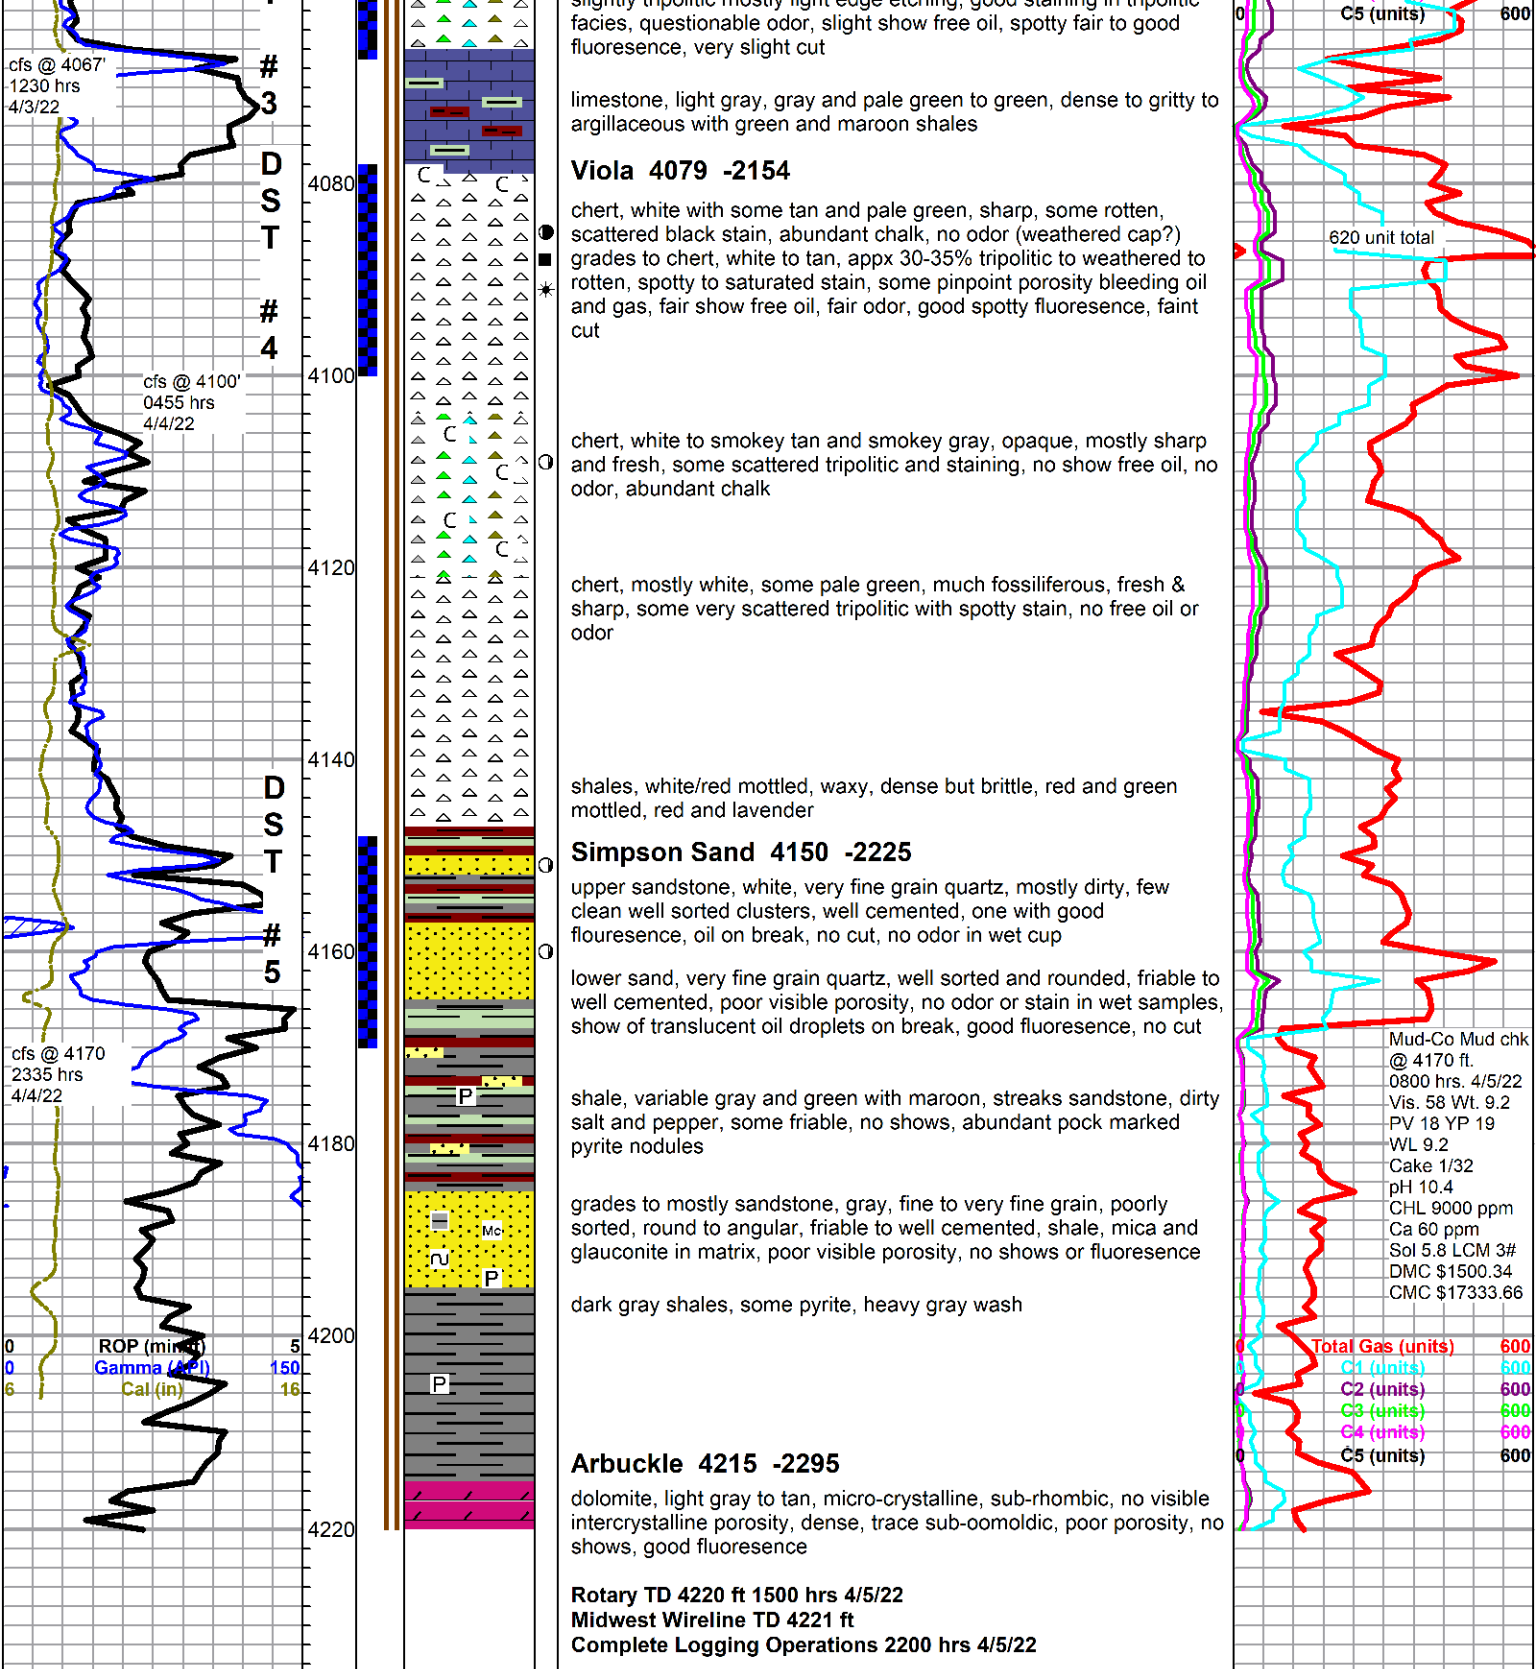 slightly tripolitic mostly light edge etching, good staining in tripolitic
facies, questionable odor, slight show free oil, spotty fair to good
fluoresence, very slight cut
0 C5 (units) 600
cfs @ 4067'
1230 hrs
4/3/22
#
3
limestone, light gray, gray and pale green to green, dense to gritty to
argillaceous with green and maroon shales
D
S
T
#
4
4080
C
C
Viola 4079 -2154
chert, white with some tan and pale green, sharp, some rotten,
scattered black stain, abundant chalk, no odor (weathered cap?)
grades to chert, white to tan, appx 30-35% tripolitic to weathered to
rotten, spotty to saturated stain, some pinpoint porosity bleeding oil
and gas, fair show free oil, fair odor, good spotty fluoresence, faint
cut
620 unit total
4100
cfs @ 4100'
0455 hrs
4/4/22
C
C
C
C
chert, white to smokey tan and smokey gray, opaque, mostly sharp
and fresh, some scattered tripolitic and staining, no show free oil, no
odor, abundant chalk
4120
chert, mostly white, some pale green, much fossiliferous, fresh &
sharp, some very scattered tripolitic with spotty stain, no free oil or
odor
4140
D
S
T
#
5
shales, white/red mottled, waxy, dense but brittle, red and green
mottled, red and lavender
Simpson Sand 4150 -2225
upper sandstone, white, very fine grain quartz, mostly dirty, few
clean well sorted clusters, well cemented, one with good
flouresence, oil on break, no cut, no odor in wet cup
4160
lower sand, very fine grain quartz, well sorted and rounded, friable to
well cemented, poor visible porosity, no odor or stain in wet samples,
show of translucent oil droplets on break, good fluoresence, no cut
cfs @ 4170
2335 hrs
4/4/22
Mud-Co Mud chk
@ 4170 ft.
0800 hrs. 4/5/22
Vis. 58 Wt. 9.2
PV 18 YP 19
WL 9.2
Cake 1/32
pH 10.4
CHL 9000 ppm
Ca 60 ppm
Sol 5.8 LCM 3#
DMC $1500.34
CMC $17333.66
P
shale, variable gray and green with maroon, streaks sandstone, dirty
salt and pepper, some friable, no shows, abundant pock marked
pyrite nodules
4180
Mc
P
grades to mostly sandstone, gray, fine to very fine grain, poorly
sorted, round to angular, friable to well cemented, shale, mica and
glauconite in matrix, poor visible porosity, no shows or fluoresence
dark gray shales, some pyrite, heavy gray wash
4200
0 ROP (min/ft) 5
0 Gamma (API) 150
6 Cal (in) 16
P
0 Total Gas (units) 600
0 C1 (units) 600
0 C2 (units) 600
0 C3 (units) 600
0 C4 (units) 600
0 C5 (units) 600
Arbuckle 4215 -2295
dolomite, light gray to tan, micro-crystalline, sub-rhombic, no visible
intercrystalline porosity, dense, trace sub-oomoldic, poor porosity, no
shows, good fluoresence
4220
Rotary TD 4220 ft 1500 hrs 4/5/22
Midwest Wireline TD 4221 ft
Complete Logging Operations 2200 hrs 4/5/22